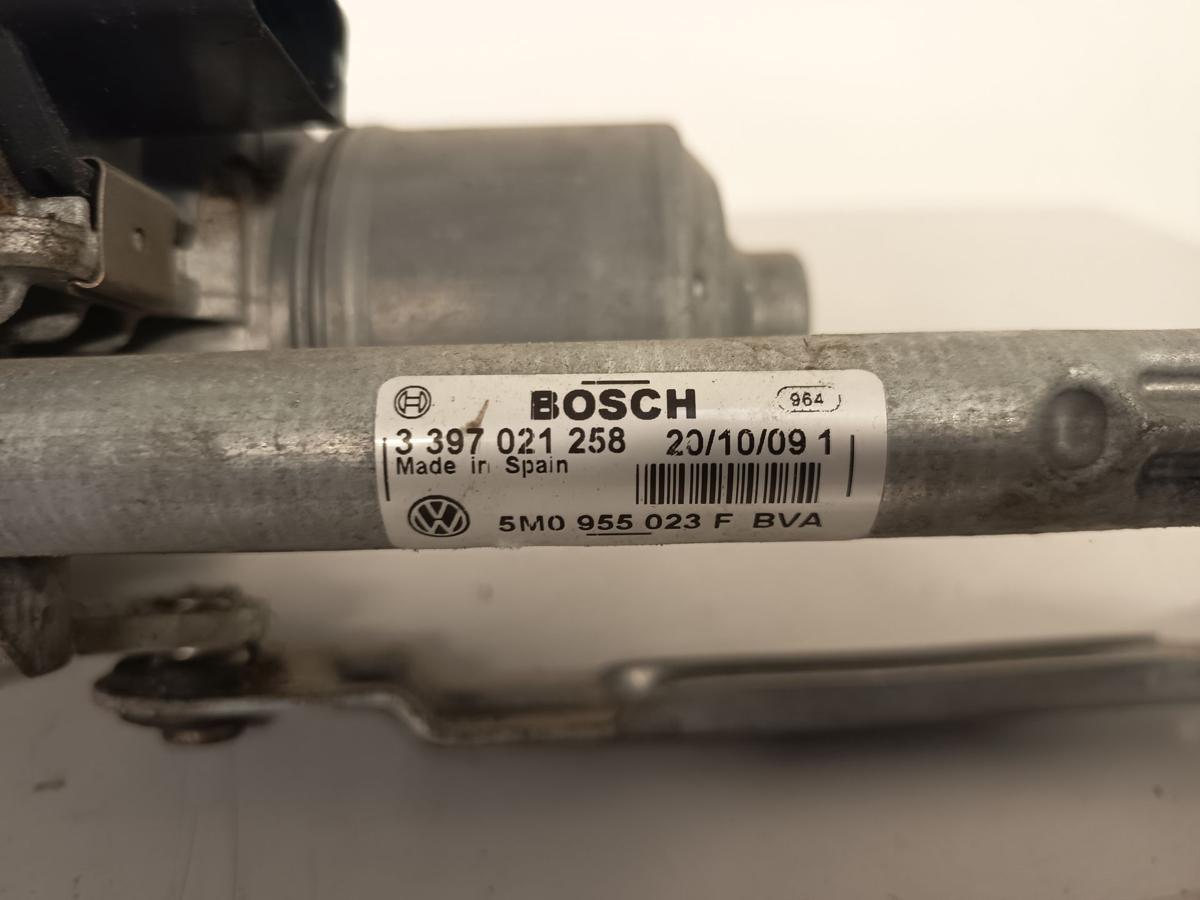 BOSCH 964
3 397 021 258 20/10/09 1
Made in Spain
5M0 955 023 F BVA